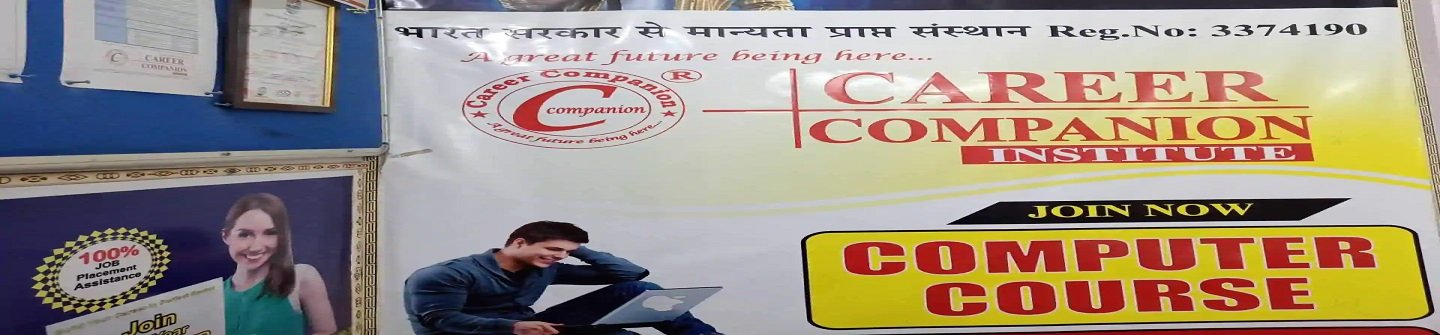 भारत सरकार से मान्यता प्राप्त संस्थान Reg.No: 3374190
A great future being here...
Career Companion ®
C companion
A great future being here...
CAREER
COMPANION
INSTITUTE
JOIN NOW
COMPUTER
COURSE
CAREER
COMPANION
100%
JOB
Placement
Assistance
Join